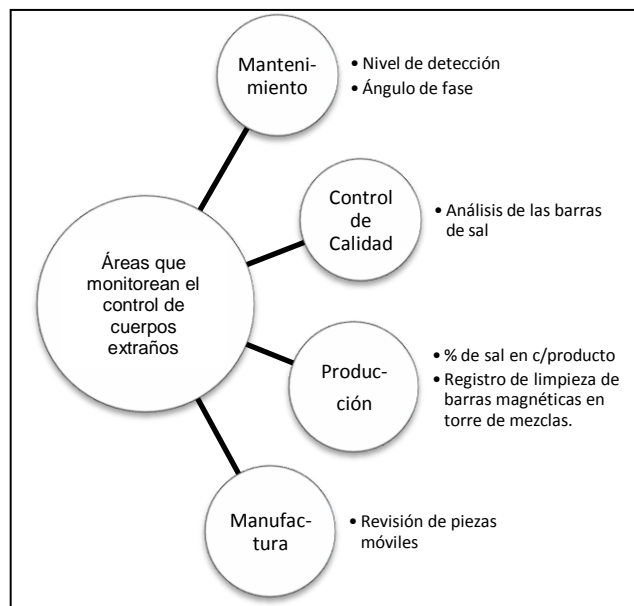 Manteni-
miento
• Nivel de detección
• Ángulo de fase
Control
de
Calidad
• Análisis de las barras
de sal
Áreas que
monitorean el
control de
cuerpos
extraños
Produc-
ción
• % de sal en c/producto
• Registro de limpieza de
barras magnéticas en
torre de mezclas.
Manufac-
tura
• Revisión de piezas
móviles